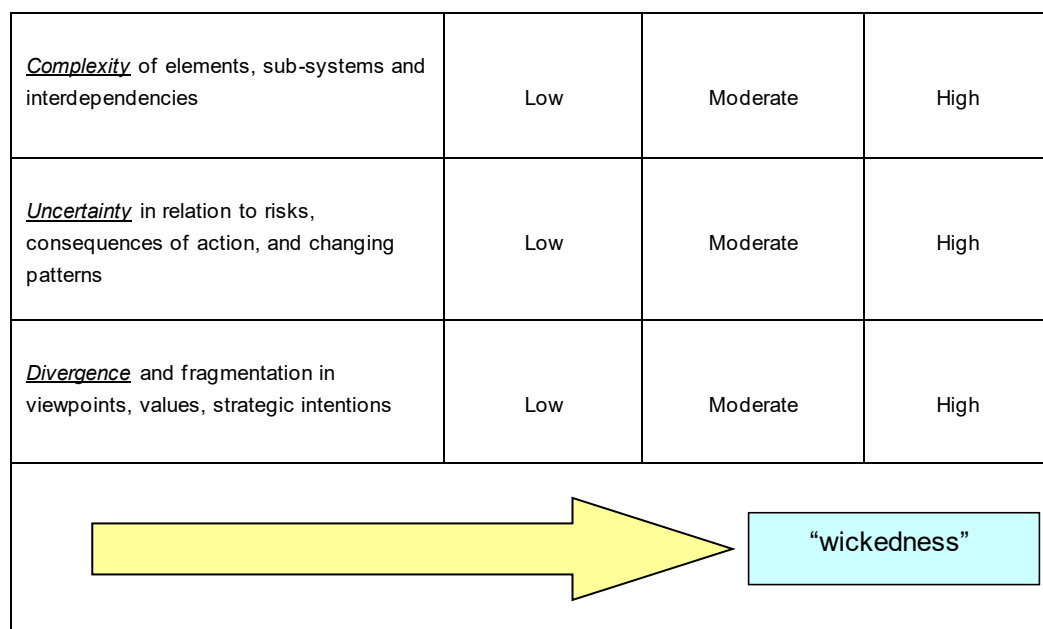 Complexity of elements, sub-systems and
interdependencies
Low
Moderate
High
Uncertainty in relation to risks,
consequences of action, and changing
patterns
Low
Moderate
High
Divergence and fragmentation in
viewpoints, values, strategic intentions
Low
Moderate
High
“wickedness”